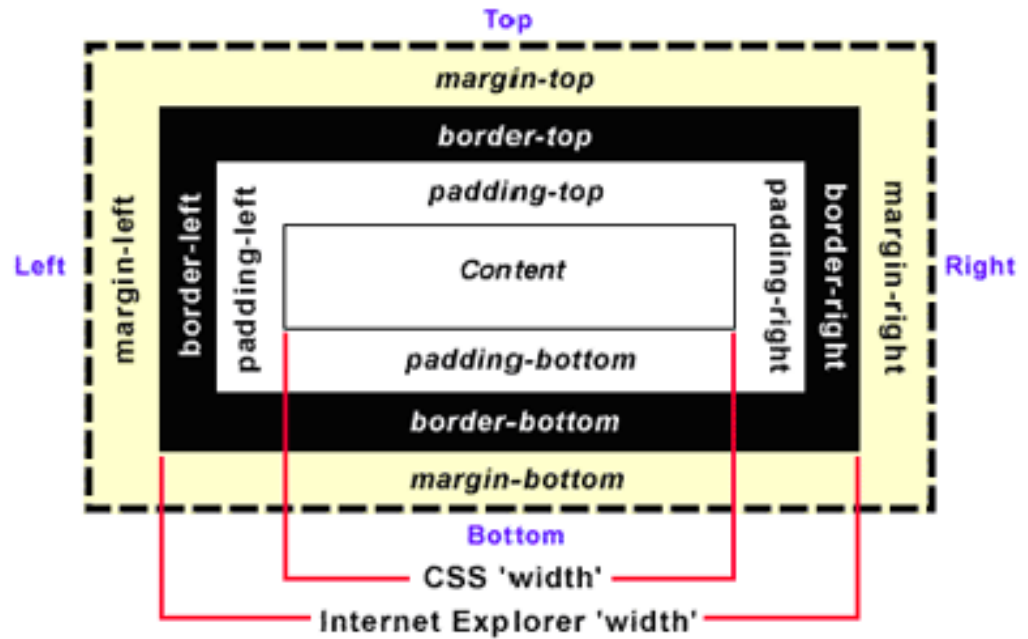 Top
margin-top
border-top
padding-top
Left
margin-left
border-left
padding-left
Content
padding-right
border-right
margin-right
Right
padding-bottom
border-bottom
margin-bottom
Bottom
CSS 'width'
Internet Explorer 'width'